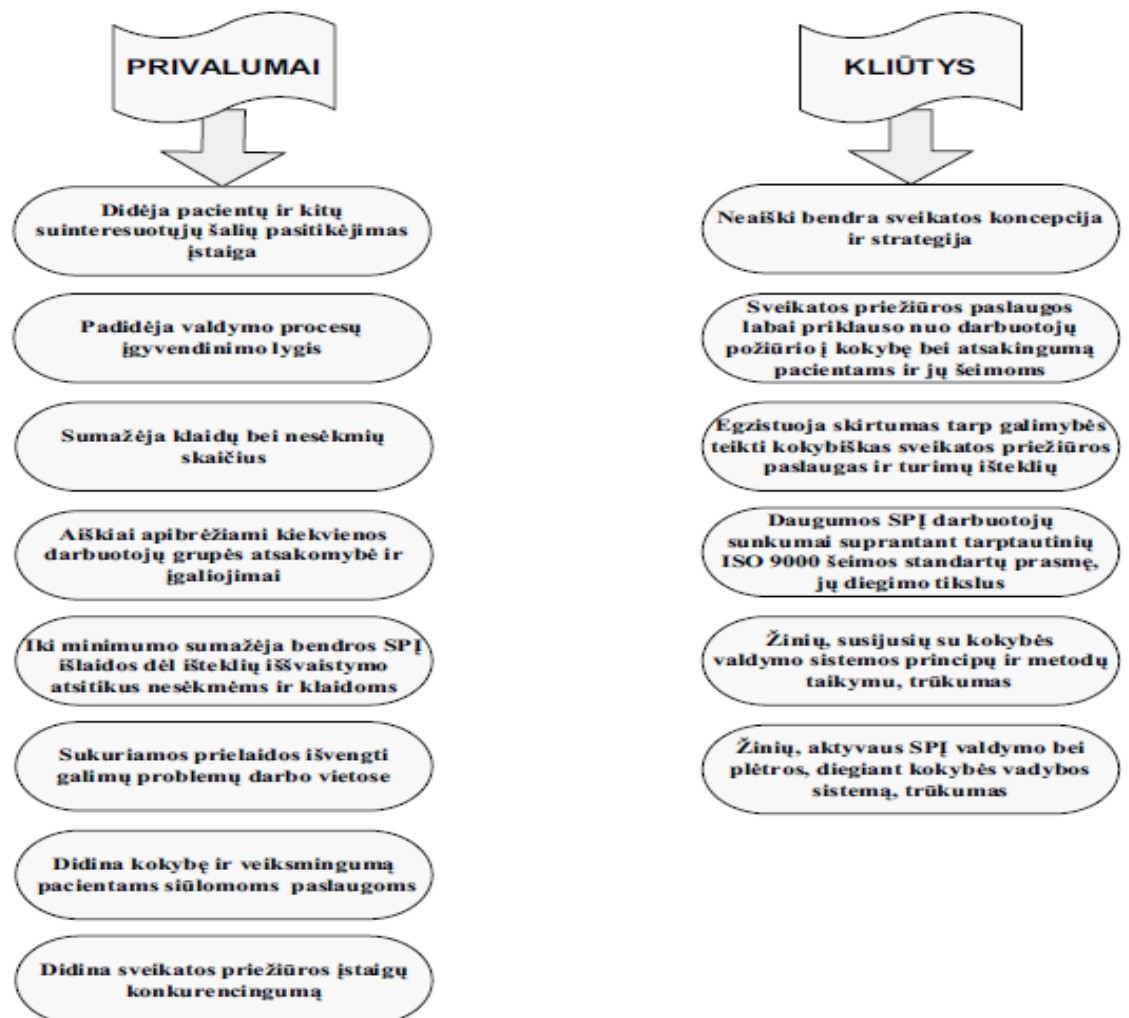 PRIVALUMAI
Didėja pacientų ir kitų
suinteresuotųjų šalių pasitikėjimas
įstaiga
Padidėja valdymo procesų
įgyvendinimo lygis
Sumažėja klaidų bei nesėkmių
skaičius
Aiškiai apibrėžiami kiekvienos
darbuotojų grupės atsakomybė ir
įgaliojimai
Iki minimumo sumažėja bendros SPĮ
išlaidos dėl išteklių iššvaistymo
atsitikus nesėkmėms ir klaidoms
Sukuriamos prielaidos išvengti
galimų problemų darbo vietose
Didina kokybę ir veiksmingumą
pacientams siūlomoms paslaugoms
Didina sveikatos priežiūros įstaigų
konkurencingumą
KLIŪTYS
Neaiški bendra sveikatos koncepcija
ir strategija
Sveikatos priežiūros paslaugos
labai priklauso nuo darbuotojų
požiūrio į kokybę bei atsakingumą
pacientams ir jų šeimoms
Egzistuoja skirtumas tarp galimybės
teikti kokybiškas sveikatos priežiūros
paslaugas ir turimų išteklių
Daugumos SPĮ darbuotojų
sunkumai suprantant tarptautinių
ISO 9000 šeimos standartų prasmę,
jų diegimo tikslus
Žinių, susijusių su kokybės
valdymo sistemos principų ir metodų
taikymu, trūkumas
Žinių, aktyvaus SPĮ valdymo bei
plėtros, diegiant kokybės vadybos
sistemą, trūkumas